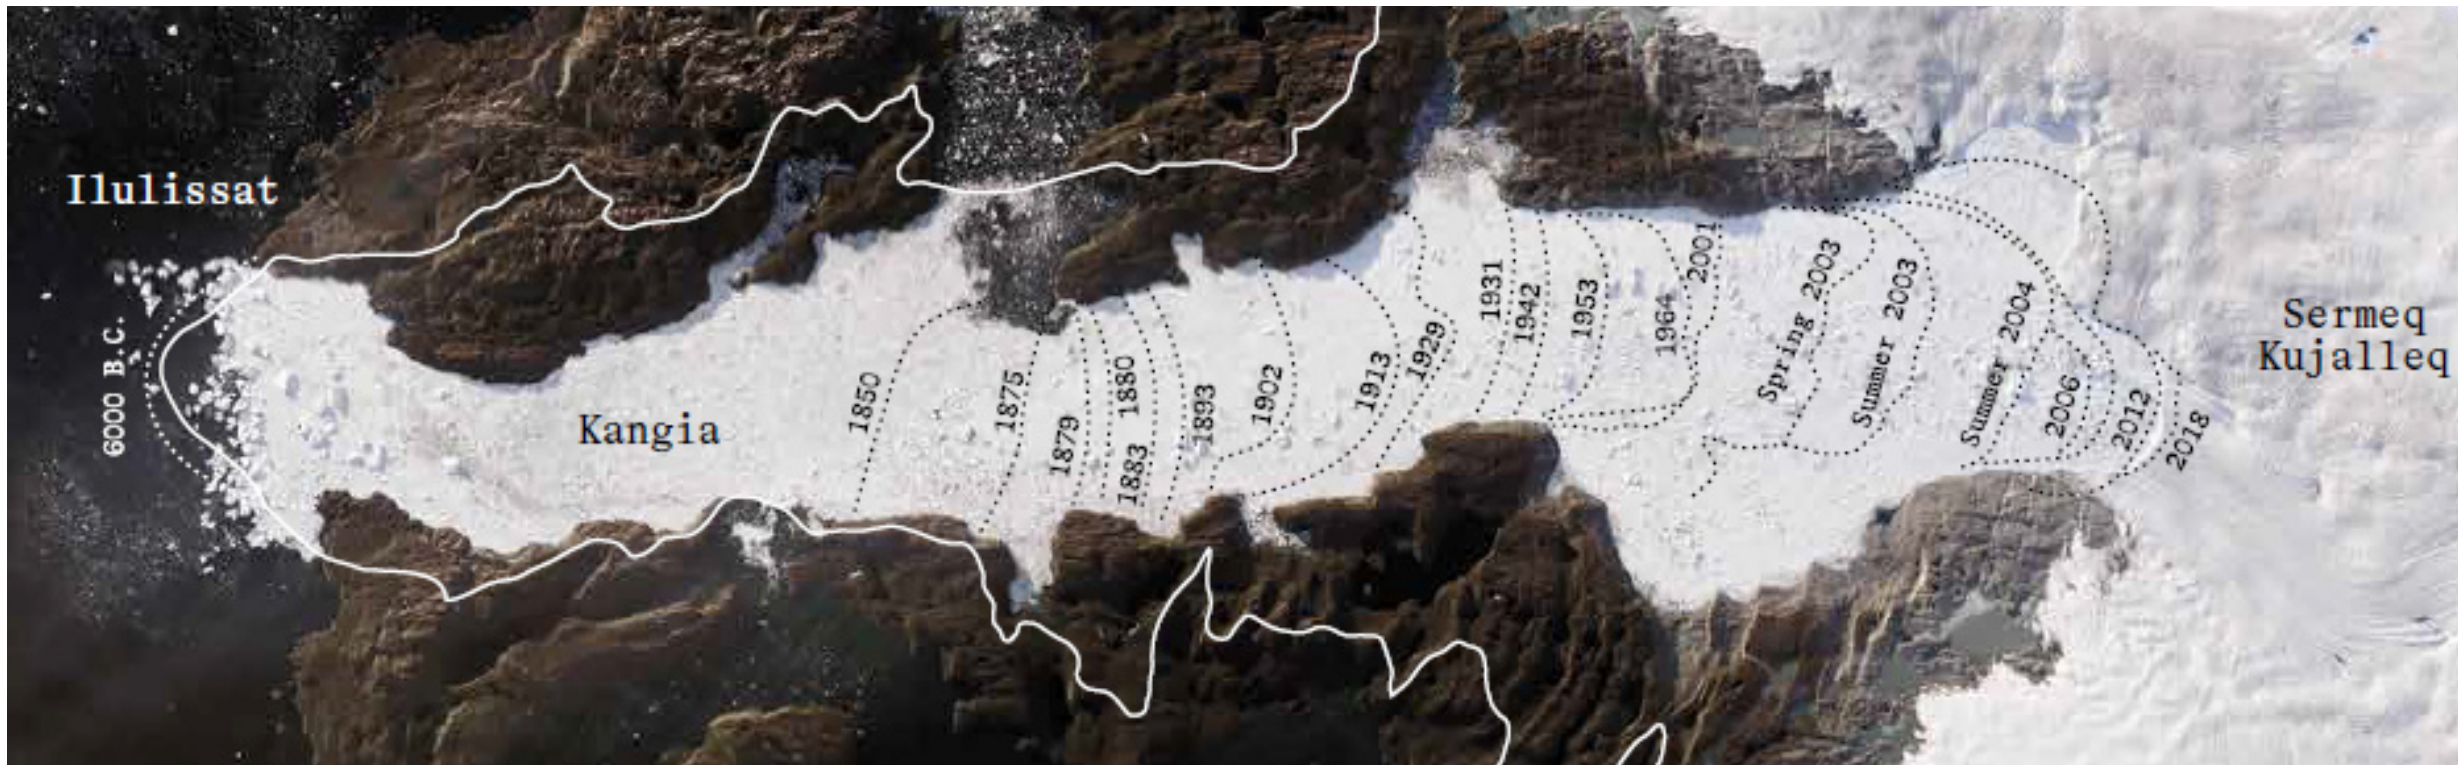 Ilulissat
6000 B.C.
Kangia
1850
1875
1879
1880
1883
1893
1902
1913
1929
1931
1942
1953
1964
2001
Spring 2003
Summer 2003
Summer 2004
2006
2012
2018
Sermeq
Kujalleq